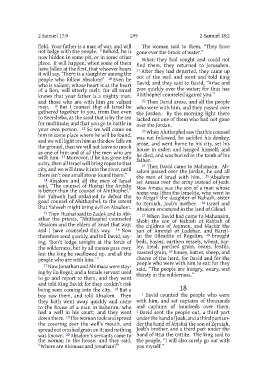 2 Samuel 17:9
295
2 Samuel 18:2
field. Your father is a man of war, and will
not lodge with the people. 9 Behold, he is
now hidden in some pit, or in some other
place. It will happen, when some of them
have fallen at the first, that whoever hears
it will say, ‘There is a slaughter among the
people who follow Absalom!’ 10 Even he
who is valiant, whose heart is as the heart
of a lion, will utterly melt; for all Israel
knows that your father is a mighty man,
and those who are with him are valiant
men. 11 But I counsel that all Israel be
gathered together to you, from Dan even
to Beersheba, as the sand that is by the sea
for multitude; and that you go to battle in
your own person. 12 So we will come on
him in some place where he will be found,
and we will light on him as the dew falls on
the ground, then we will not leave so much
as one of him and of all the men who are
with him. 13 Moreover, if he has gone into
a city, then all Israel will bring ropes to that
city, and we will draw it into the river, until
there isn’t one small stone found there.”
14 Absalom and all the men of Israel
said, “The counsel of Hushai the Archite
is better than the counsel of Ahithophel.”
For Yahweh had ordained to defeat the
good counsel of Ahithophel, to the intent
that Yahweh might bring evil on Absalom.
15 Then Hushai said to Zadok and to Abi-
athar the priests, “Ahithophel counseled
Absalom and the elders of Israel that way;
and I have counseled this way. 16 Now
therefore send quickly, and tell David, say-
ing, ‘Don’t lodge tonight at the fords of
the wilderness, but by all means pass over;
lest the king be swallowed up, and all the
people who are with him.’”
17 Now Jonathan and Ahimaaz were stay-
ing by En Rogel; and a female servant used
to go and report to them, and they went
and told King David; for they couldn’t risk
being seen coming into the city. 18 But a
boy saw them, and told Absalom. Then
they both went away quickly and came
to the house of a man in Bahurim, who
had a well in his court; and they went
down there. 19 The woman took and spread
the covering over the well’s mouth, and
spread out crushed grain on it; and nothing
was known. 20 Absalom’s servants came to
the woman to the house; and they said,
“Where are Ahimaaz and Jonathan?”
The woman said to them, “They have
gone over the brook of water.”
When they had sought and could not
find them, they returned to Jerusalem.
21 After they had departed, they came up
out of the well and went and told King
David; and they said to David, “Arise and
pass quickly over the water; for thus has
Ahithophel counseled against you.”
22 Then David arose, and all the people
who were with him, and they passed over
the Jordan. By the morning light there
lacked not one of them who had not gone
over the Jordan.
23 When Ahithophel saw that his counsel
was not followed, he saddled his donkey,
arose, and went home to his city, set his
house in order, and hanged himself; and
he died, and was buried in the tomb of his
father.
24 Then David came to Mahanaim. Ab-
salom passed over the Jordan, he and all
the men of Israel with him. 25 Absalom
set Amasa over the army instead of Joab.
Now Amasa was the son of a man whose
name was Ithra the Israelite, who went in
to Abigail the daughter of Nahash, sister
to Zeruiah, Joab’s mother. 26 Israel and
Absalom encamped in the land of Gilead.
27 When David had come to Mahanaim,
Shobi the son of Nahash of Rabbah of
the children of Ammon, and Machir the
son of Ammiel of Lodebar, and Barzil-
lai the Gileadite of Rogelim, 28 brought
beds, basins, earthen vessels, wheat, bar-
ley, meal, parched grain, beans, lentils,
roasted grain, 29 honey, butter, sheep, and
cheese of the herd, for David and for the
people who were with him to eat; for they
said, “The people are hungry, weary, and
thirsty in the wilderness.”
18
1 David counted the people who were
with him, and set captains of thousands
and captains of hundreds over them.
2 David sent the people out, a third part
under the hand of Joab, and a third part un-
der the hand of Abishai the son of Zeruiah,
Joab’s brother, and a third part under the
hand of Ittai the Gittite. The king said to
the people, “I will also surely go out with
you myself.”